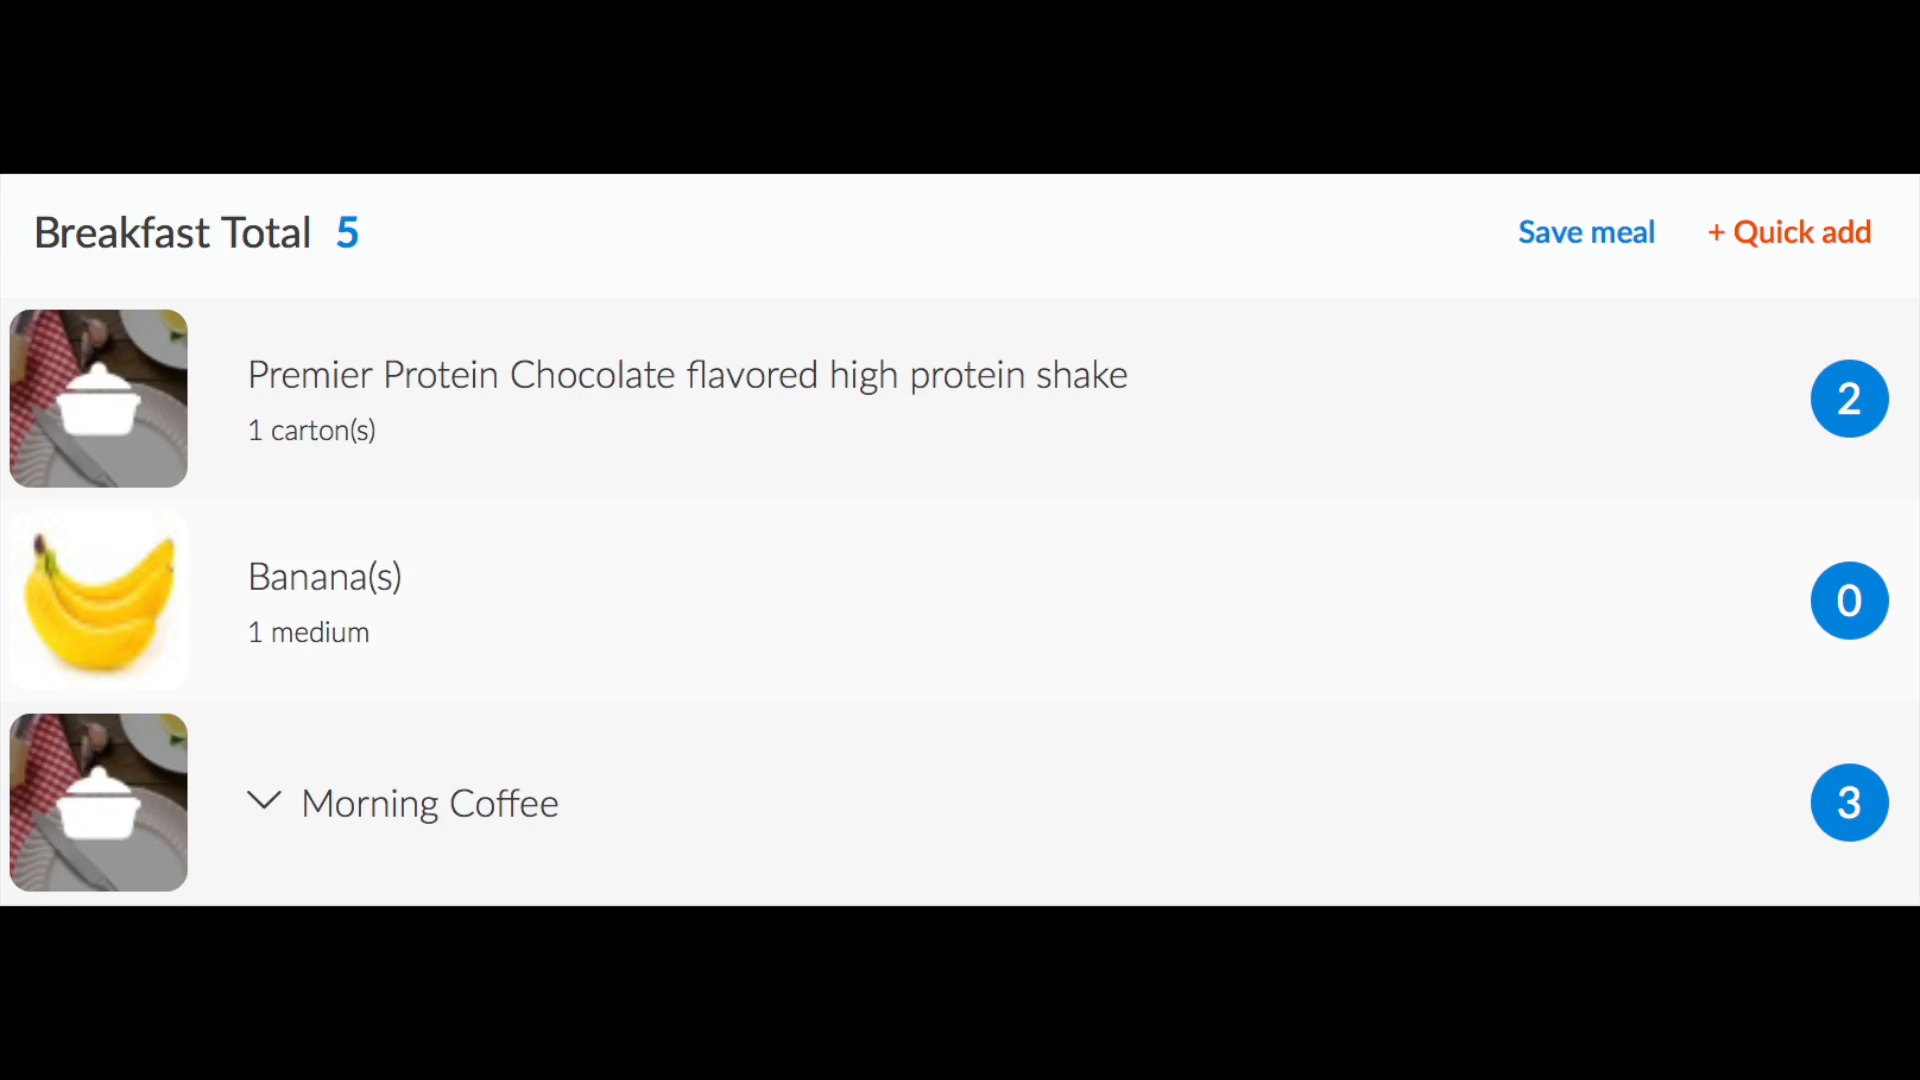 Breakfast Total 5
Save meal + Quick add
Premier Protein Chocolate flavored high protein shake
1 carton(s)
2
Banana(s)
1 medium
0
Morning Coffee
3